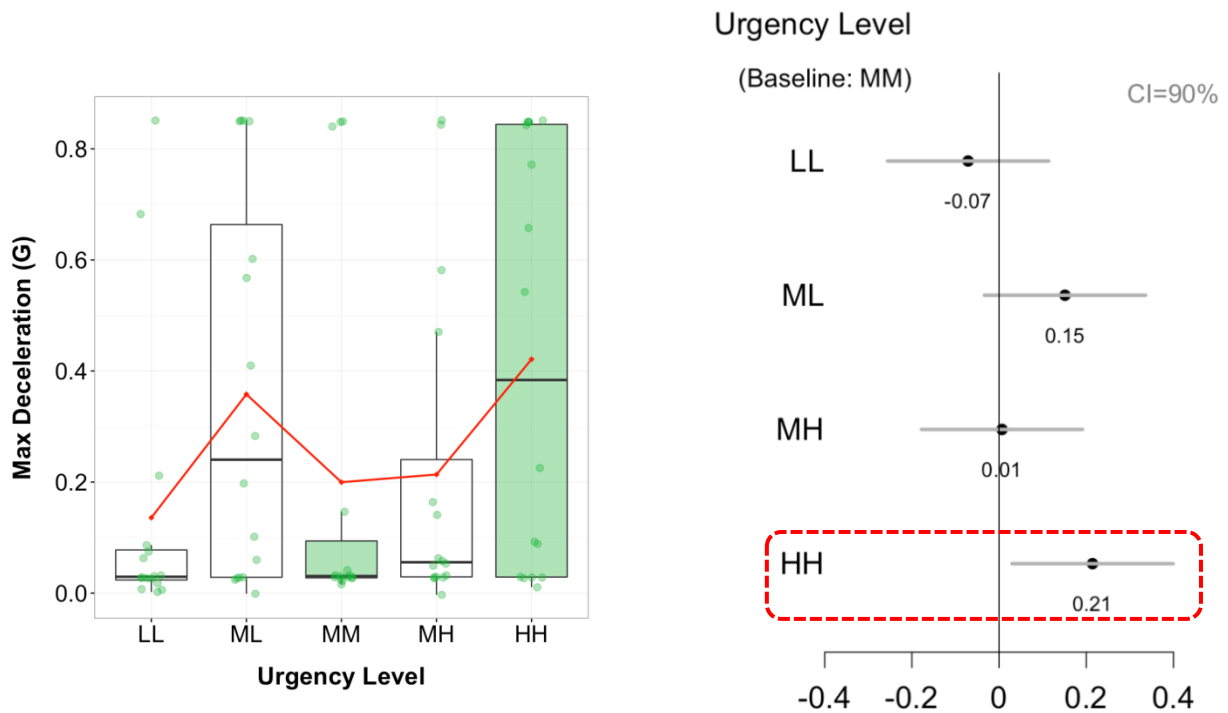 Max Deceleration (G)
0.8
0.6
0.4
0.2
0.0
LL ML MM MH HH
Urgency Level
Urgency Level
(Baseline: MM)
CI=90%
LL
-0.07
ML
0.15
MH
0.01
HH
0.21
-0.4 -0.2 0 0.2 0.4